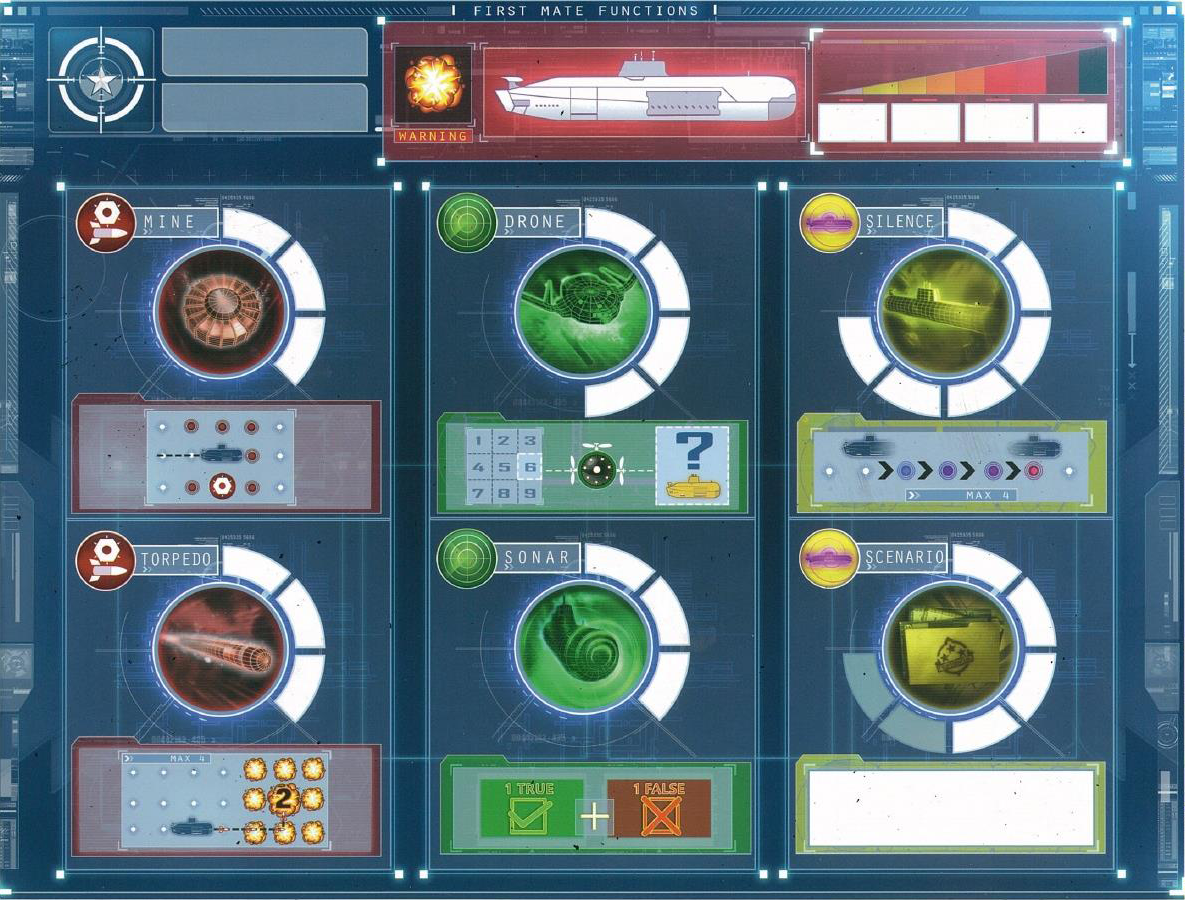 FIRST MATE FUNCTIONS
WARNING
MINE
DRONE
SILENCE
1 2 3
4 5 6
7 8 9
?
MAX 4
TORPEDO
SONAR
SCENARIO
MAX 4
2
1 TRUE
+
1 FALSE